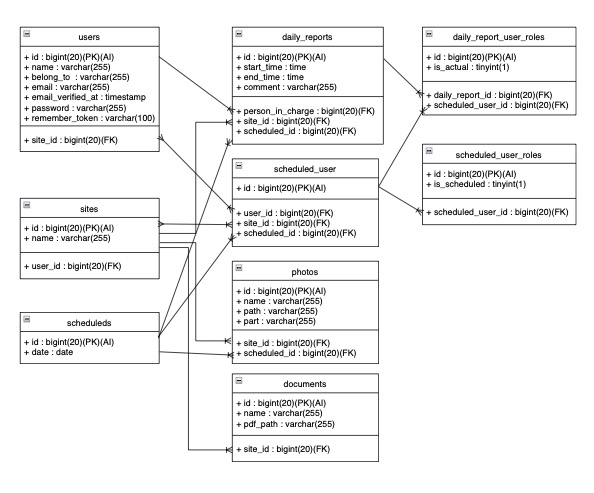 users
+ id : bigint(20)(PK)(AI)
+ name : varchar(255)
+ belong_to : varchar(255)
+ email : varchar(255)
+ email_verified_at : timestamp
+ password : varchar(255)
+ remember_token : varchar(100)
+ site_id : bigint(20)(FK)
sites
+ id : bigint(20)(PK)(AI)
+ name : varchar(255)
+ user_id : bigint(20)(FK)
scheduleds
+ id : bigint(20)(PK)(AI)
+ date : date
daily_reports
+ id : bigint(20)(PK)(AI)
+ start_time : time
+ end_time : time
+ comment : varchar(255)
+ person_in_charge : bigint(20)(FK)
+ site_id : bigint(20)(FK)
+ scheduled_id : bigint(20)(FK)
scheduled_user
+ id : bigint(20)(PK)(AI)
+ user_id : bigint(20)(FK)
+ site_id : bigint(20)(FK)
+ scheduled_id : bigint(20)(FK)
photos
+ id : bigint(20)(PK)(AI)
+ name : varchar(255)
+ path : varchar(255)
+ part : varchar(255)
+ site_id : bigint(20)(FK)
+ scheduled_id : bigint(20)(FK)
documents
+ id : bigint(20)(PK)(AI)
+ name : varchar(255)
+ pdf_path : varchar(255)
+ site_id : bigint(20)(FK)
daily_report_user_roles
+ id : bigint(20)(PK)(AI)
+ is_actual : tinyint(1)
+ daily_report_id : bigint(20)(FK)
+ scheduled_user_id : bigint(20)(FK)
scheduled_user_roles
+ id : bigint(20)(PK)(AI)
+ is_scheduled : tinyint(1)
+ scheduled_user_id : bigint(20)(FK)